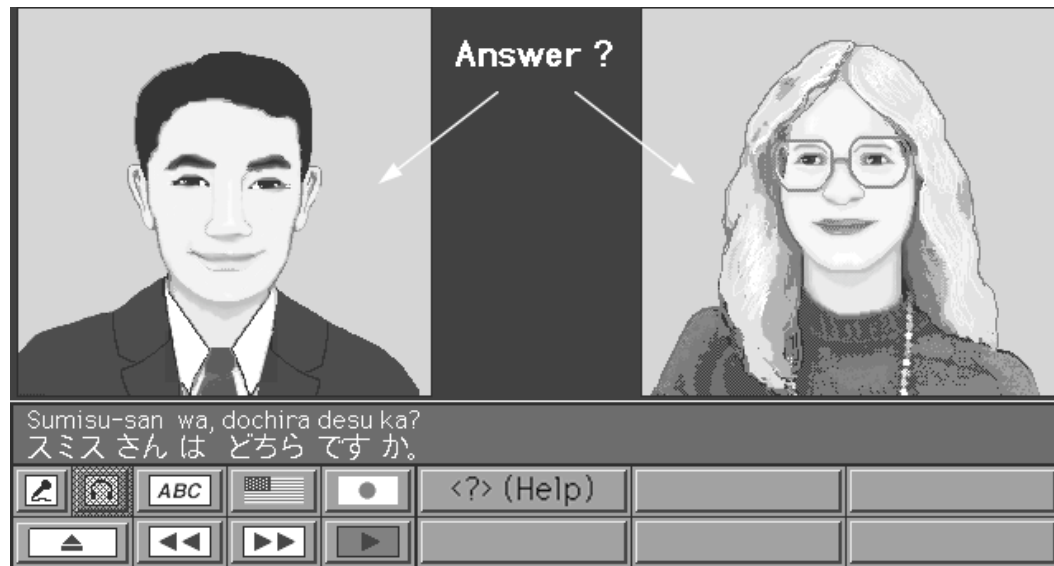 Answer ?
Sumisu-san wa, dochira desu ka?
スミス さん は どちら です か。
ABC
<?> (Help)